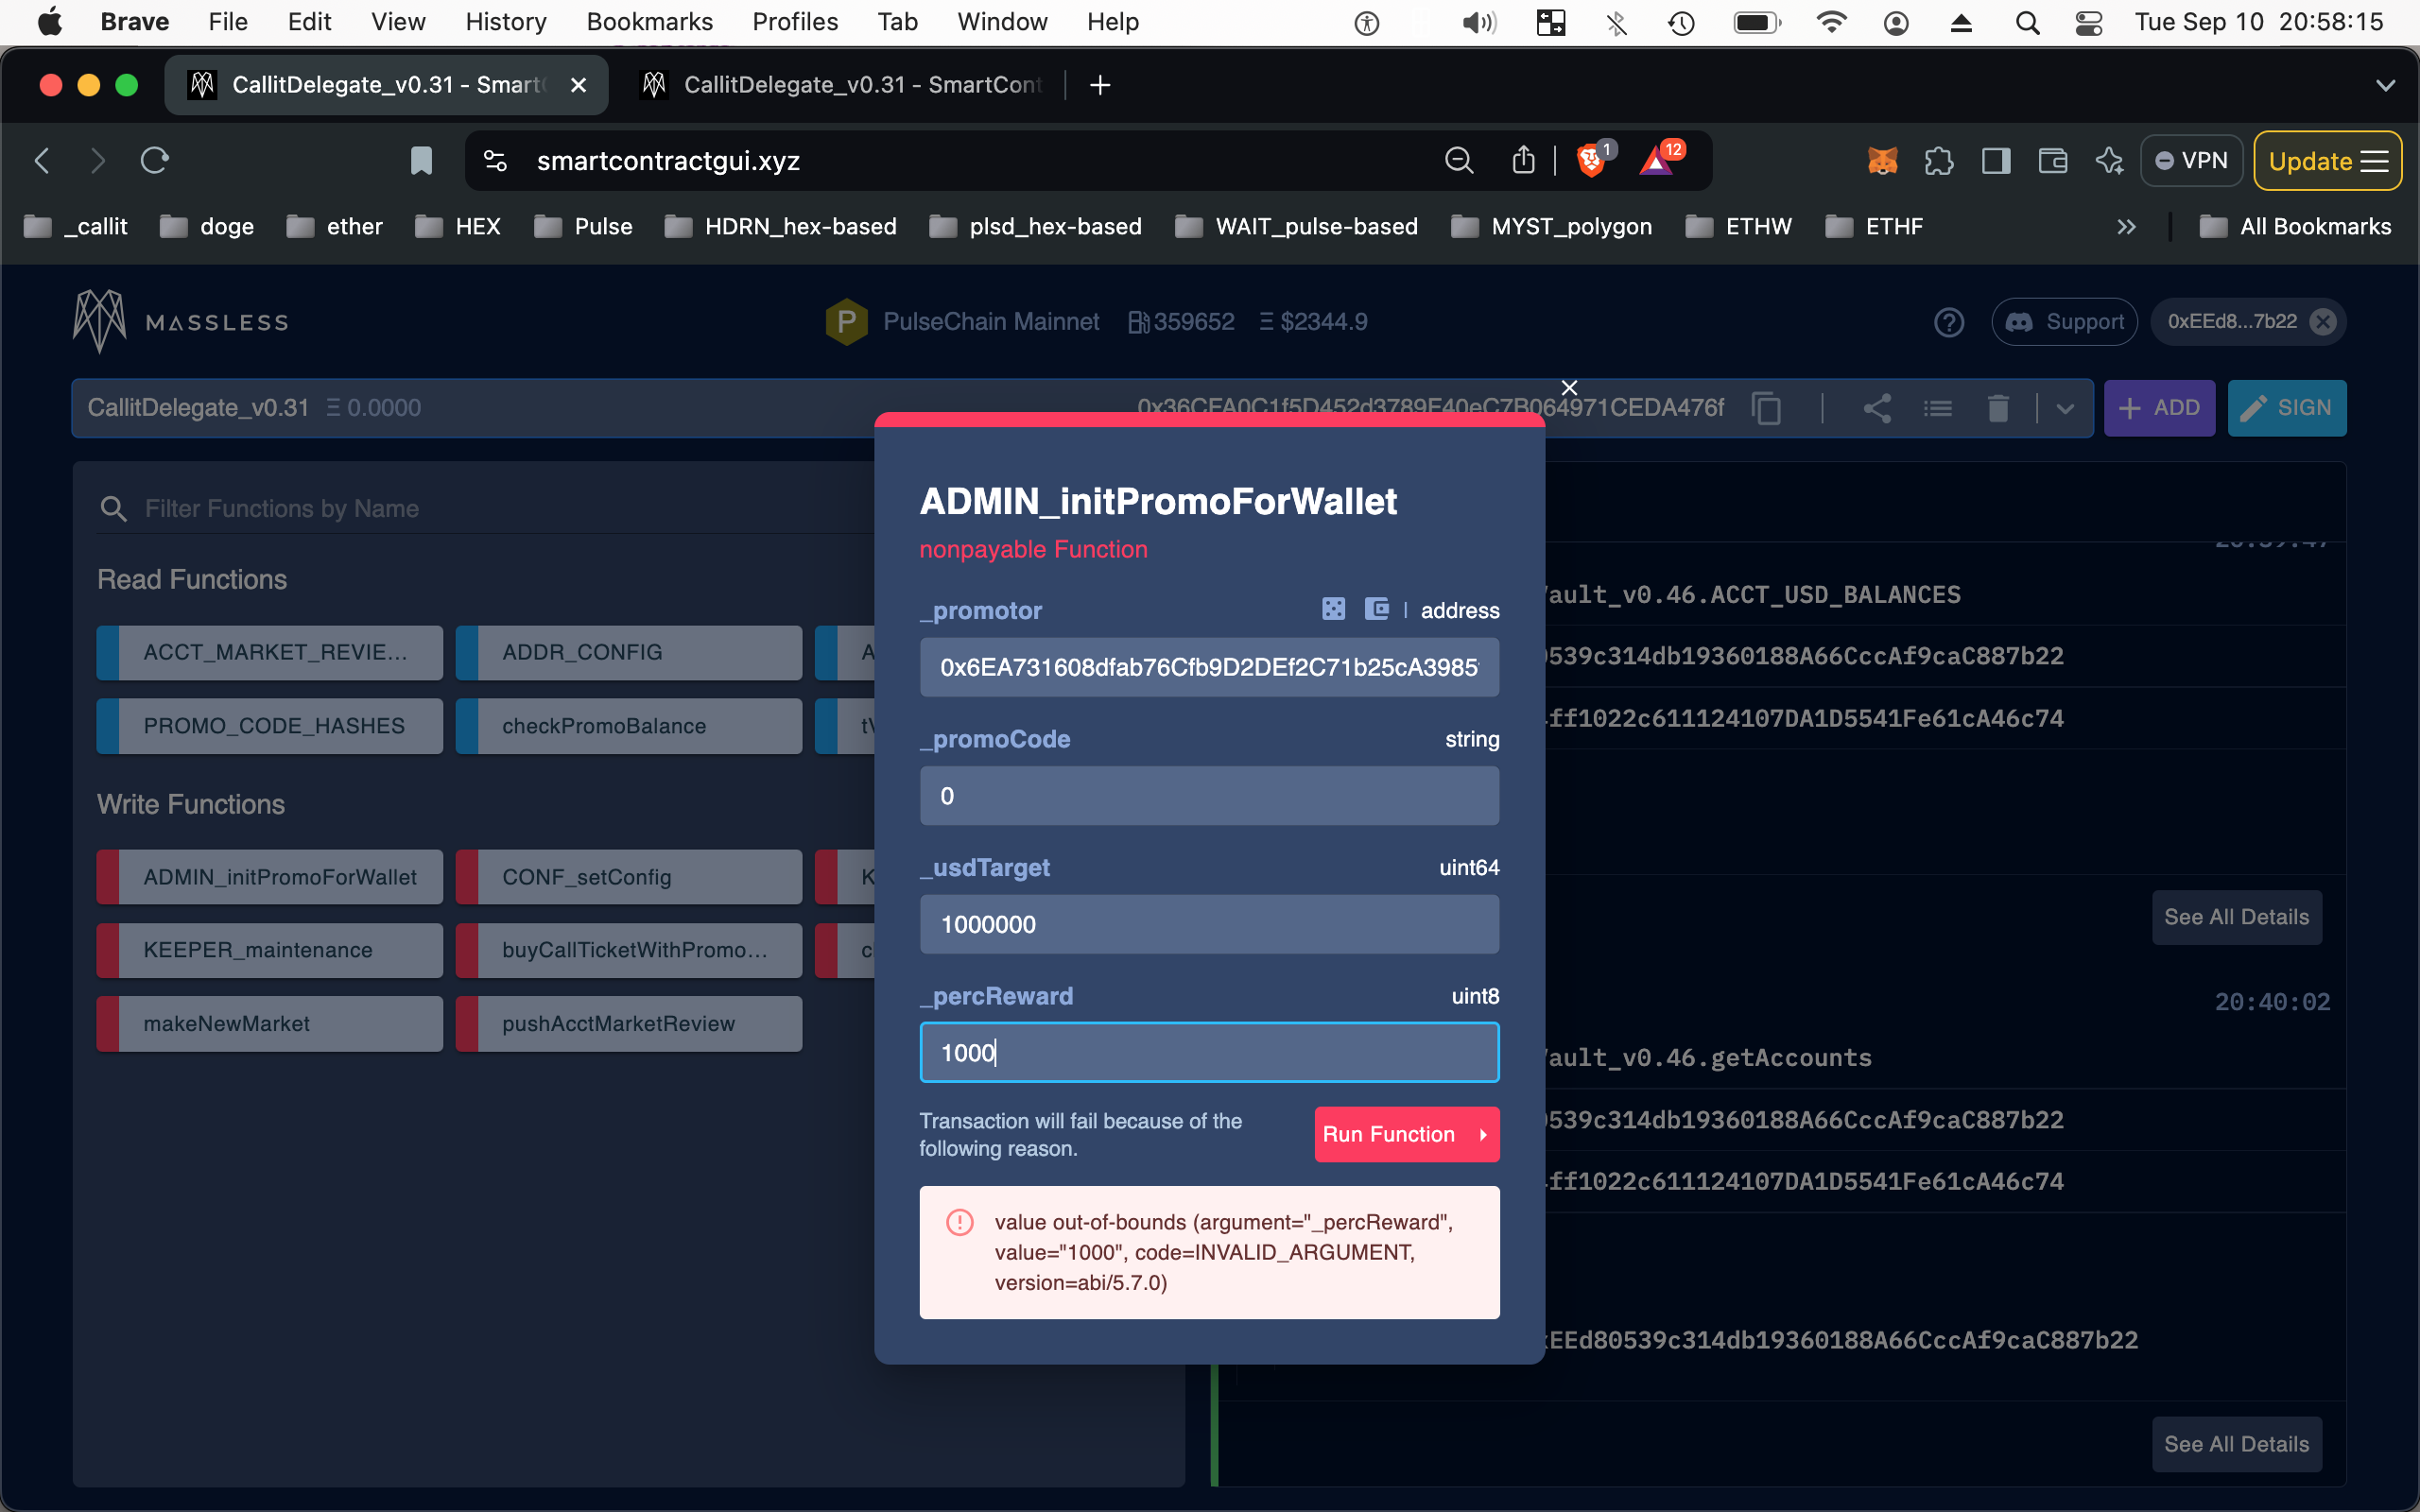 Brave File Edit View History Bookmarks Profiles Tab Window Help Tue Sep 10 20:58:15
CallitDelegate_v0.31 - Smart CallitDelegate_v0.31 - SmartCont
smartcontractgui.xyz 1 12 VPN Update
_callit doge ether HEX Pulse HDRN_hex-based plsd_hex-based WAIT_pulse-based MYST_polygon ETHW ETHF All Bookmarks
MASSLESS P PulseChain Mainnet 359652 $2344.9 Support 0xEEd8...7b22
CallitDelegate_v0.31 Ξ 0.0000 0x36CFA0C1f5D452d3789F40eC7B064971CEDA476f ADD SIGN
Filter Functions by Name
Read Functions
ACCT_MARKET_REVIE... ADDR_CONFIG A
PROMO_CODE_HASHES checkPromoBalance
Write Functions
ADMIN_initPromoForWallet CONF_setConfig K
KEEPER_maintenance buyCallTicketWithPromo...
makeNewMarket pushAcctMarketReview
ADMIN_initPromoForWallet
nonpayable Function
_promotor address
0x6EA731608dfab76Cfb9D2DEf2C71b25cA3985
_promoCode string
0
_usdTarget uint64
1000000
_percReward uint8
1000
Transaction will fail because of the
following reason.
Run Function
value out-of-bounds (argument="_percReward",
value="1000", code=INVALID_ARGUMENT,
version=abi/5.7.0)
ault_v0.46.ACCT_USD_BALANCES
539c314db19360188A66CccAf9caC887b22
ff1022c611124107DA1D5541Fe61cA46c74
See All Details
20:40:02
ault_v0.46.getAccounts
539c314db19360188A66CccAf9caC887b22
ff1022c611124107DA1D5541Fe61cA46c74
EEd80539c314db19360188A66CccAf9caC887b22
See All Details